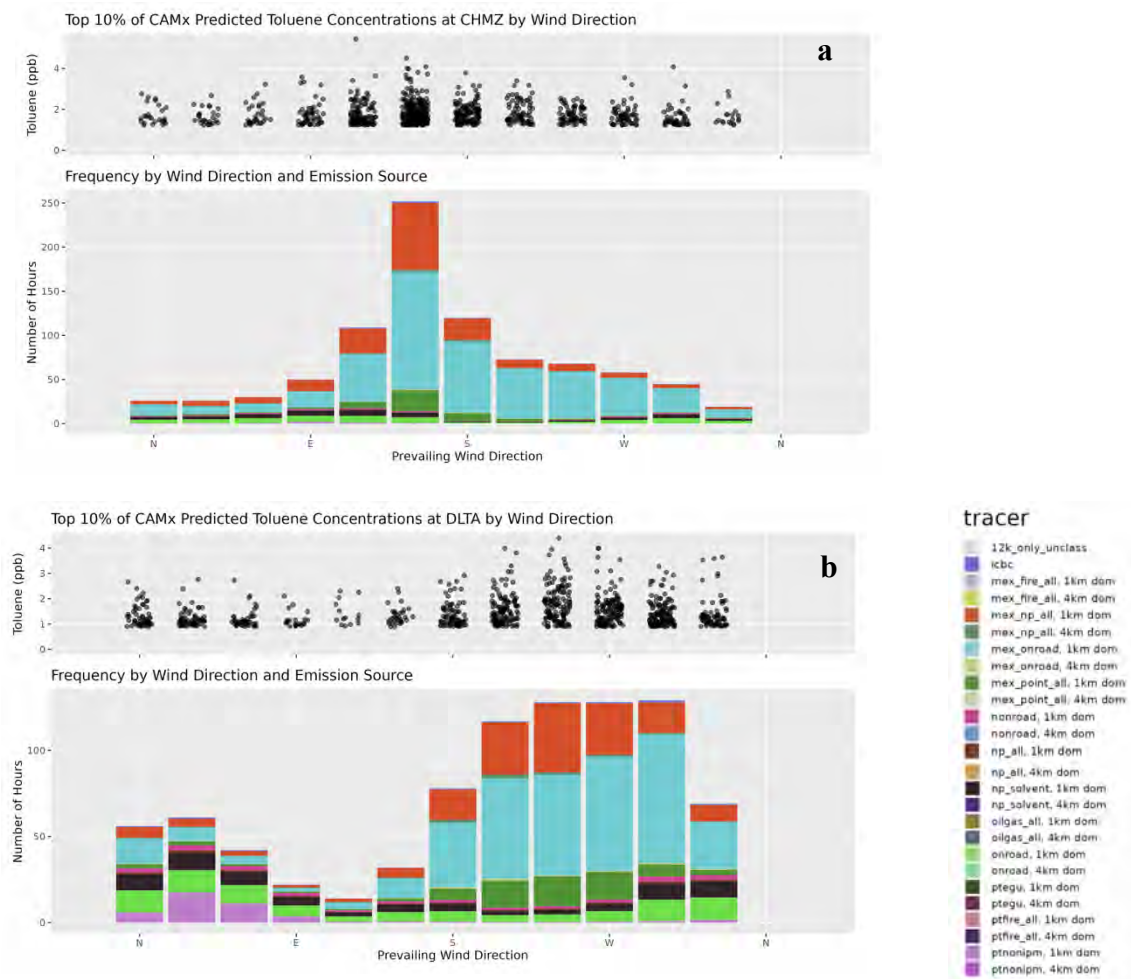 Top 10% of CAMx Predicted Toluene Concentrations at CHMZ by Wind Direction
a
Toluene (ppb)
4
2
0
Frequency by Wind Direction and Emission Source
Number of Hours
250
200
150
100
50
0
N E S W N
Prevailing Wind Direction
Top 10% of CAMx Predicted Toluene Concentrations at DLTA by Wind Direction
b
Toluene (ppb)
4
3
2
1
0
Frequency by Wind Direction and Emission Source
Number of Hours
100
50
0
N E S W N
Prevailing Wind Direction
tracer
12k_only_unclass
icbc
mex_fire_all, 1km dom
mex_fire_all, 4km dom
mex_np_all, 1km dom
mex_np_all, 4km dom
mex_onroad, 1km dom
mex_onroad, 4km dom
mex_point_all, 1km dom
mex_point_all, 4km dom
nonroad, 1km dom
nonroad, 4km dom
np_all, 1km dom
np_all, 4km dom
np_solvent, 1km dom
np_solvent, 4km dom
oilgas_all, 1km dom
oilgas_all, 4km dom
onroad, 1km dom
onroad, 4km dom
ptegu, 1km dom
ptegu, 4km dom
ptfire_all, 1km dom
ptfire_all, 4km dom
ptnonipm, 1km dom
ptnonipm, 4km dom